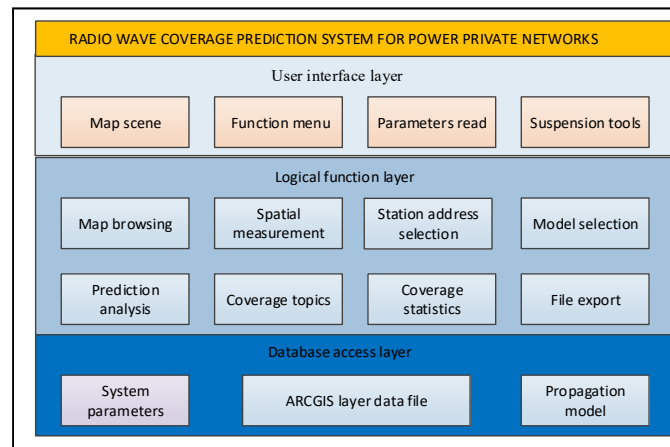 RADIO WAVE COVERAGE PREDICTION SYSTEM FOR POWER PRIVATE NETWORKS
User interface layer
Map scene
Function menu
Parameters read
Suspension tools
Logical function layer
Map browsing
Spatial
measurement
Station address
selection
Model selection
Prediction
analysis
Coverage topics
Coverage
statistics
File export
Database access layer
System
parameters
ARCGIS layer data file
Propagation
model